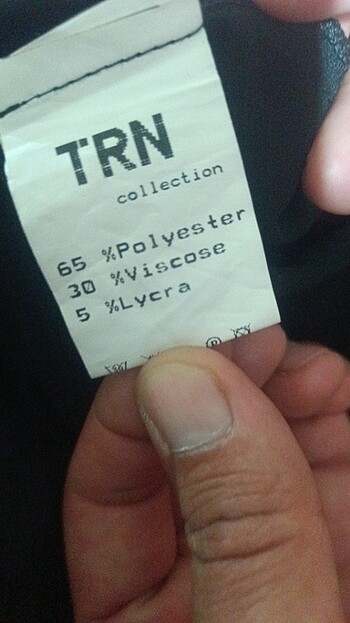 TRN
collection
65 %Polyester
30 %Viscose
5 %Lycra